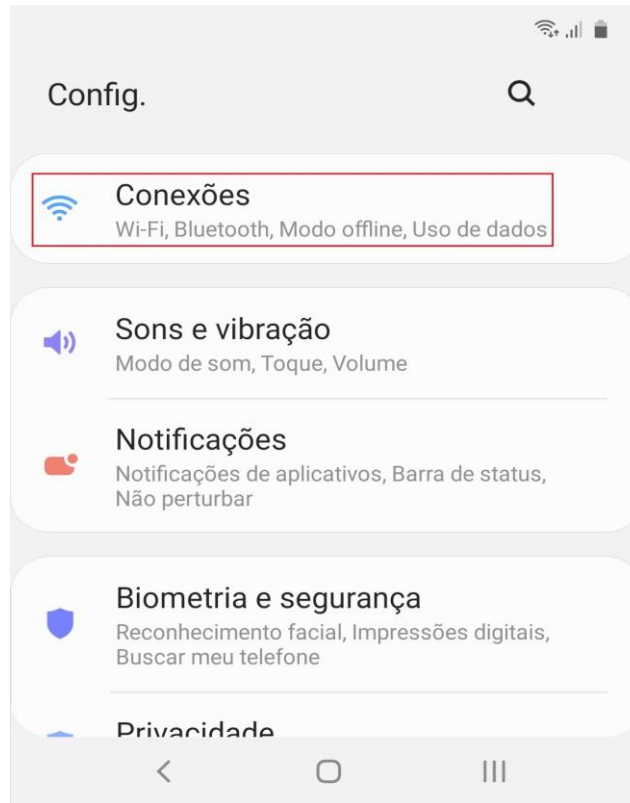 Config.
Conexões
Wi-Fi, Bluetooth, Modo offline, Uso de dados
Sons e vibração
Modo de som, Toque, Volume
Notificações
Notificações de aplicativos, Barra de status,
Não perturbar
Biometria e segurança
Reconhecimento facial, Impressões digitais,
Buscar meu telefone
Privacidade